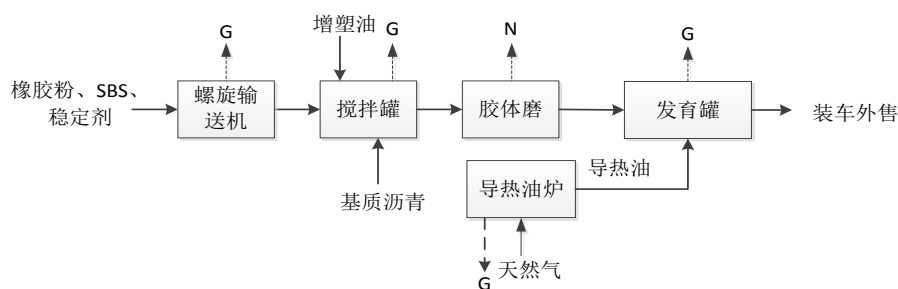 增塑油
G
G
N
G
橡胶粉、SBS、
稳定剂
螺旋输
送机
搅拌罐
胶体磨
发育罐
装车外售
基质沥青
导热油炉
导热油
天然气
G